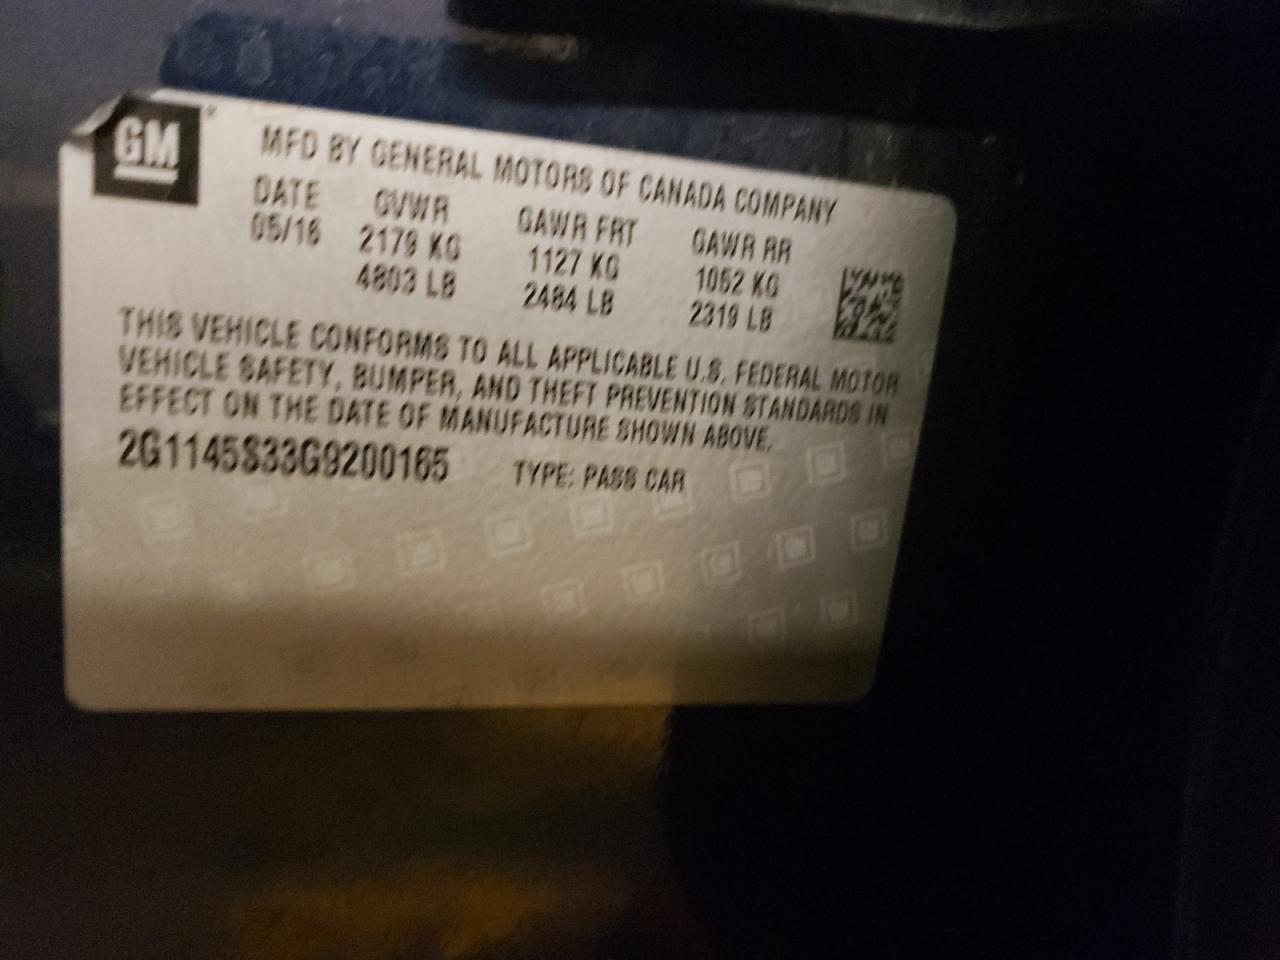 GM®
MFD BY GENERAL MOTORS OF CANADA COMPANY
DATE GVWR GAWR FRT GAWR RR
05/16 2179 KG 1127 KG 1052 KG
4803 LB 2484 LB 2319 LB
THIS VEHICLE CONFORMS TO ALL APPLICABLE U.S. FEDERAL MOTOR
VEHICLE SAFETY, BUMPER, AND THEFT PREVENTION STANDARDS IN
EFFECT ON THE DATE OF MANUFACTURE SHOWN ABOVE.
2G1145S33G9200165 TYPE: PASS CAR